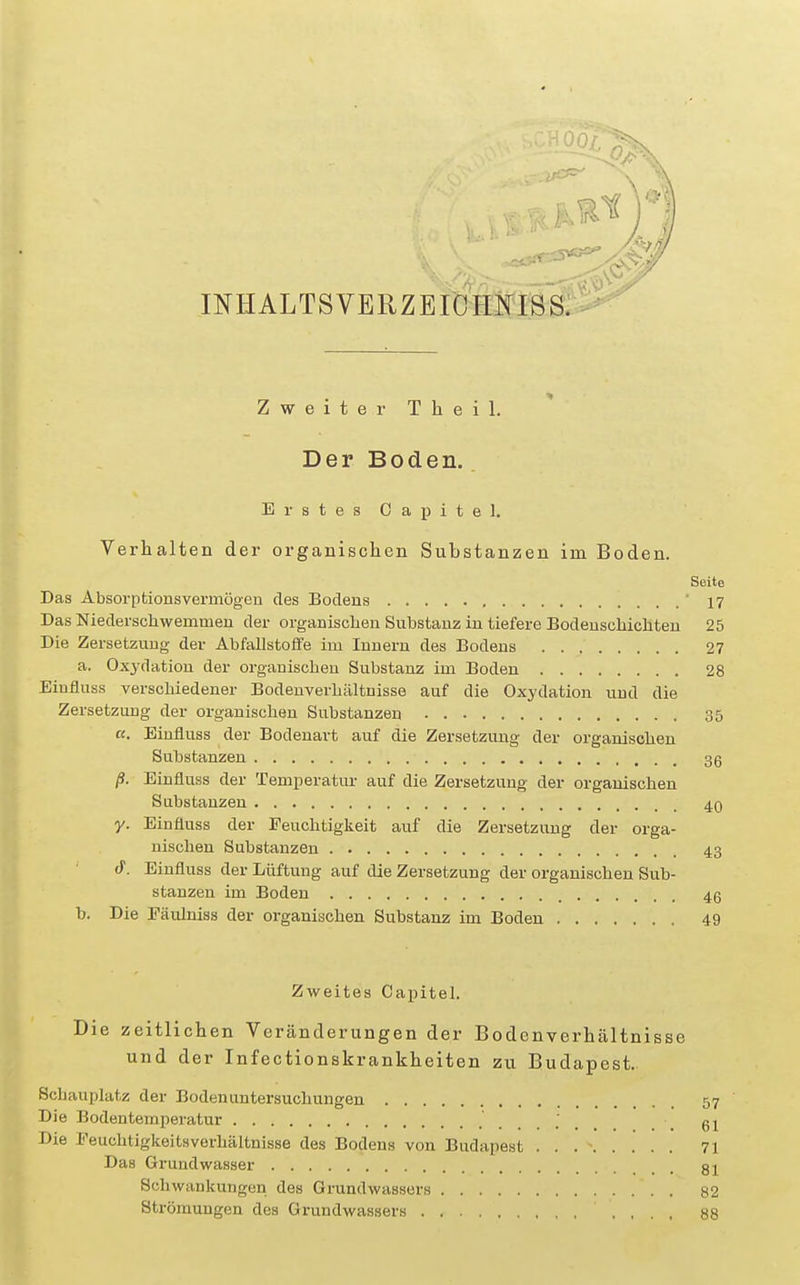 SCHOOL OF
LIBRARY
INHALTSVERZEICHNISS.
Zweiter Theil.
Der Boden.
Erstes Capitel.
Verhalten der organischen Substanzen im Boden.
Seite
Das Absorptionsvermögen des Bodens . . . . . . . . . . . . . . . . 17
Das Niederschwemmen der organischen Substanz in tiefere Bodenschichten 25
Die Zersetzung der Abfallstoffe im Innern des Bodens . . . . . . . . 27
a. Oxydation der organischen Substanz im Boden . . . . . . . . 28
Einfluss verschiedener Bodenverhältnisse auf die Oxydation und die
Zersetzung der organischen Substanzen . . . . . . . . . . . . . . 35
α. Einfluss der Bodenart auf die Zersetzung der organischen
Substanzen . . . . . . . . . . . . . . . . . . . . . . . 36
β. Einfluss der Temperatur auf die Zersetzung der organischen
Substanzen . . . . . . . . . . . . . . . . . . . . . . . 40
γ. Einfluss der Feuchtigkeit auf die Zersetzung der orga-
nischen Substanzen . . . . . . . . . . . . . . . . . . . 43
δ. Einfluss der Lüftung auf die Zersetzung der organischen Sub-
stanzen im Boden . . . . . . . . . . . . . . . . . . . 46
b. Die Fäulniss der organischen Substanz im Boden . . . . . . . 49
Zweites Capitel.
Die zeitlichen Veränderungen der Bodenverhältnisse
und der Infectionskrankheiten zu Budapest.
Schauplatz der Bodenuntersuchungen . . . . . . . . . . . . . . . . 57
Die Bodentemperatur . . . . . . . . . . . . . . . . . . . . . . . . 61
Die Feuchtigkeitsverhältnisse des Bodens von Budapest . . . . . . . . 71
Das Grundwasser . . . . . . . . . . . . . . . . . . . . . . 81
Schwankungen des Grundwassers . . . . . . . . . . . . . 82
Strömungen des Grundwassers . . . . . . . . . . . . . . 88